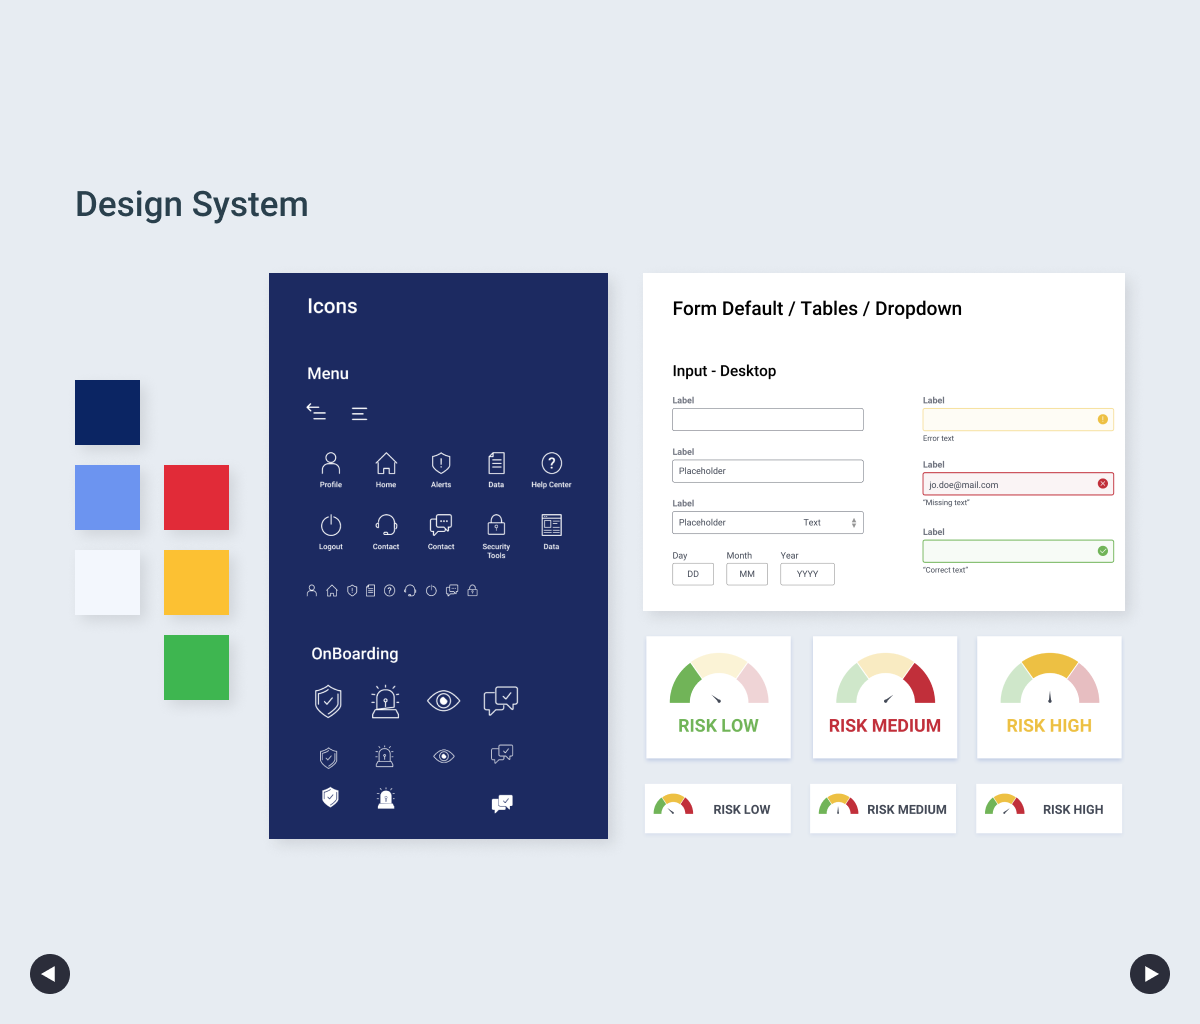 Design System
Icons
Menu
Profile
Home
Alerts
Data
Help Center
Logout
Contact
Contact
Security
Tools
Data
OnBoarding
Form Default / Tables / Dropdown
Input - Desktop
Label
Label
Placeholder
Label
Placeholder Text
Day Month Year
DD MM YYYY
Label
Error text
Label
jo.doe@mail.com
"Missing text"
Label
"Correct text"
RISK LOW
RISK MEDIUM
RISK HIGH
RISK LOW
RISK MEDIUM
RISK HIGH